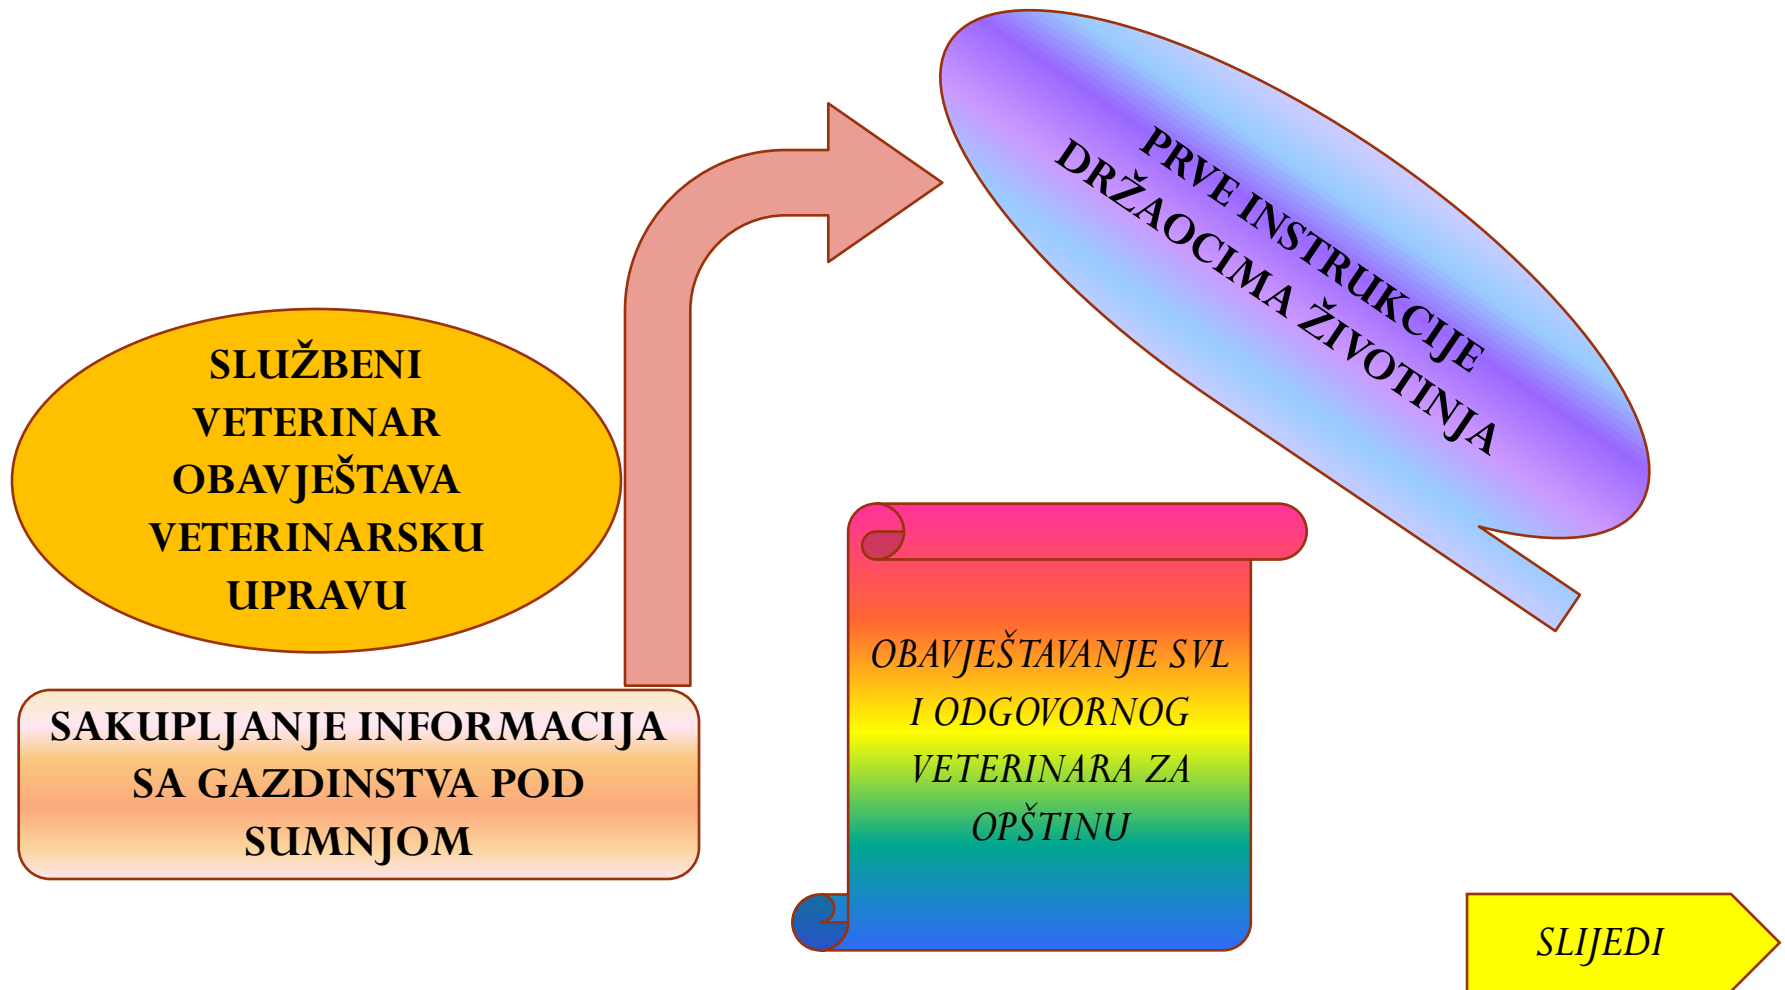 PRVE INSTRUKCIJE
DRŽAOCIMA ŽIVOTINJA
SLUŽBENI
VETERINAR
OBAVJEŠTAVA
VETERINARSKU
UPRAVU
SAKUPLJANJE INFORMACIJA
SA GAZDINSTVA POD
SUMNJOM
OBAVJEŠTAVANJE SVL
I ODGOVORNOG
VETERINARA ZA
OPŠTINU
SLIJEDI